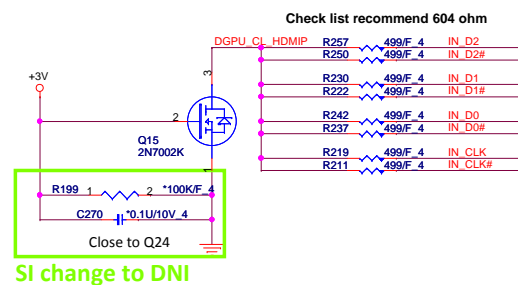 Check list recommend 604 ohm
DGPU_CL_HDMIP R257 499/F_4 IN_D2
R250 499/F_4 IN_D2#
+3V 3 R230 499/F_4 IN_D1
R222 499/F_4 IN_D1#
2 R242 499/F_4 IN_D0
R237 499/F_4 IN_D0#
Q15
2N7002K
R219 499/F_4 IN_CLK
R211 499/F_4 IN_CLK#
1
R199 1 2 *100K/F_4
C270 *0.1U/10V_4
Close to Q24
SI change to DNI